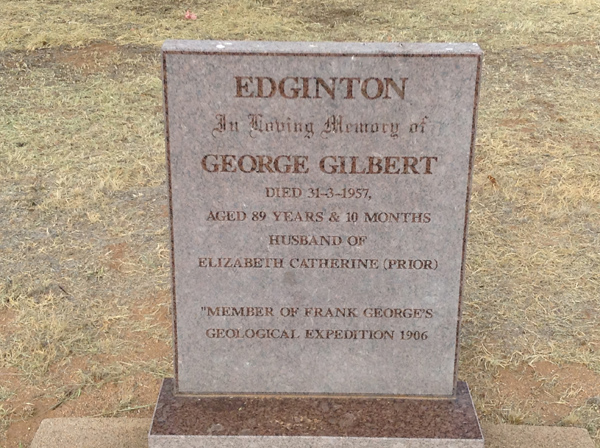 EDGINTON
In Loving Memory of
GEORGE GILBERT
DIED 31-3-1957,
AGED 89 YEARS & 10 MONTHS
HUSBAND OF
ELIZABETH CATHERINE (PRIOR)
"MEMBER OF FRANK GEORGE'S
GEOLOGICAL EXPEDITION 1906